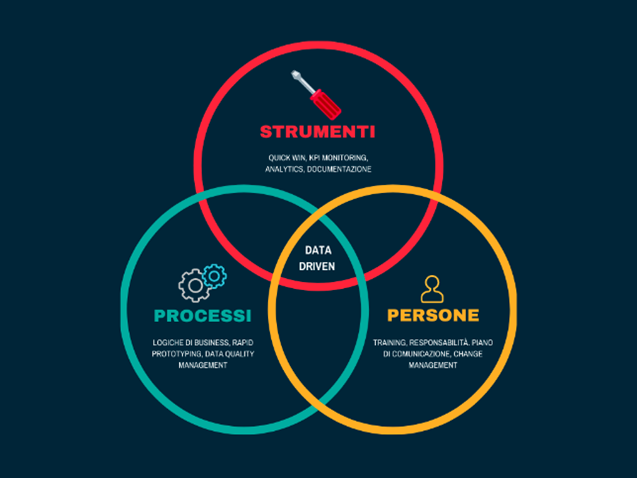 STRUMENTI
QUICK WIN, KPI MONITORING,
ANALYTICS, DOCUMENTAZIONE
DATA
DRIVEN
PROCESSI
LOGICHE DI BUSINESS, RAPID
PROTOTYPING, DATA QUALITY
MANAGEMENT
PERSONE
TRAINING, RESPONSABILITÀ, PIANO
DI COMUNICAZIONE, CHANGE
MANAGEMENT